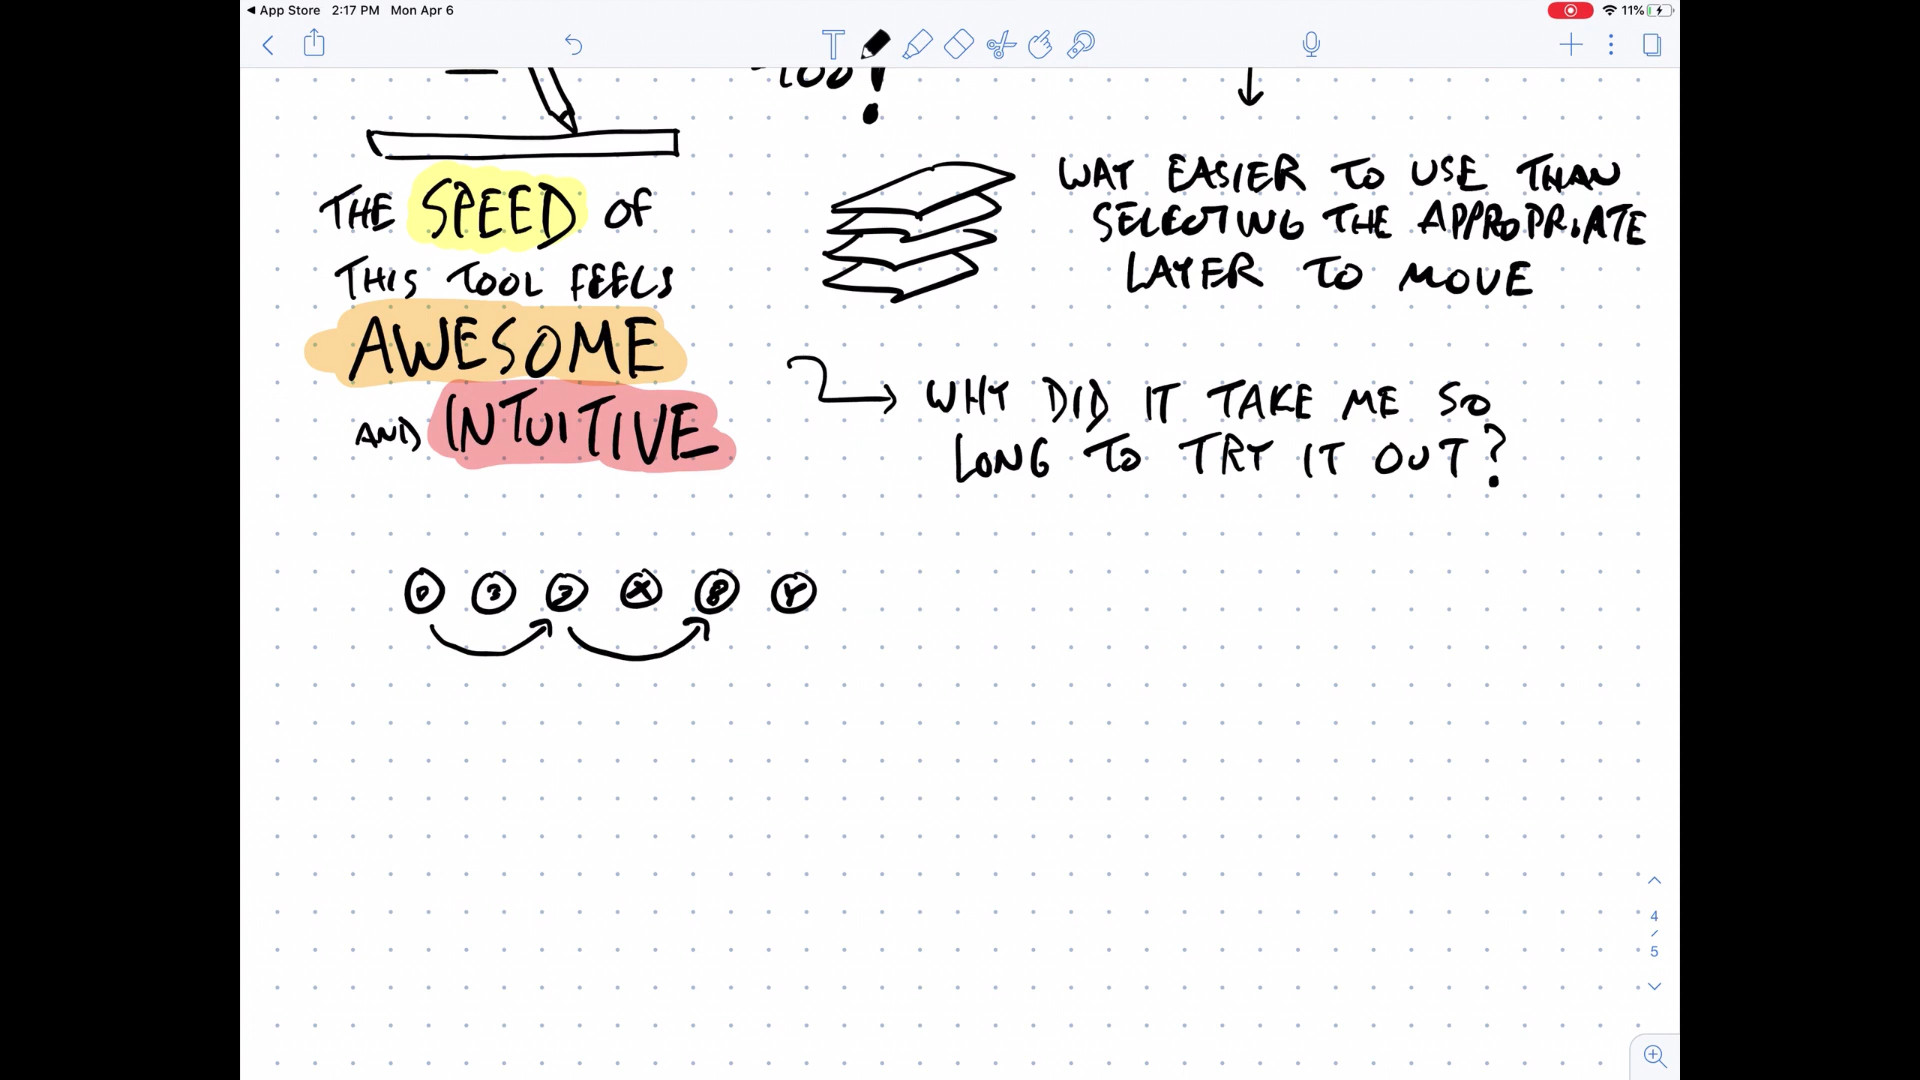 App Store 2:17 PM Mon Apr 6
11%
T
TOO!
THE SPEED OF
THIS TOOL FEELS
AWESOME
AND INTUITIVE
WAY EASIER TO USE THAN
SELECTING THE APPROPRIATE
LAYER TO MOVE
WHY DID IT TAKE ME SO
LONG TO TRY IT OUT?
X 8 Y
4
/
5